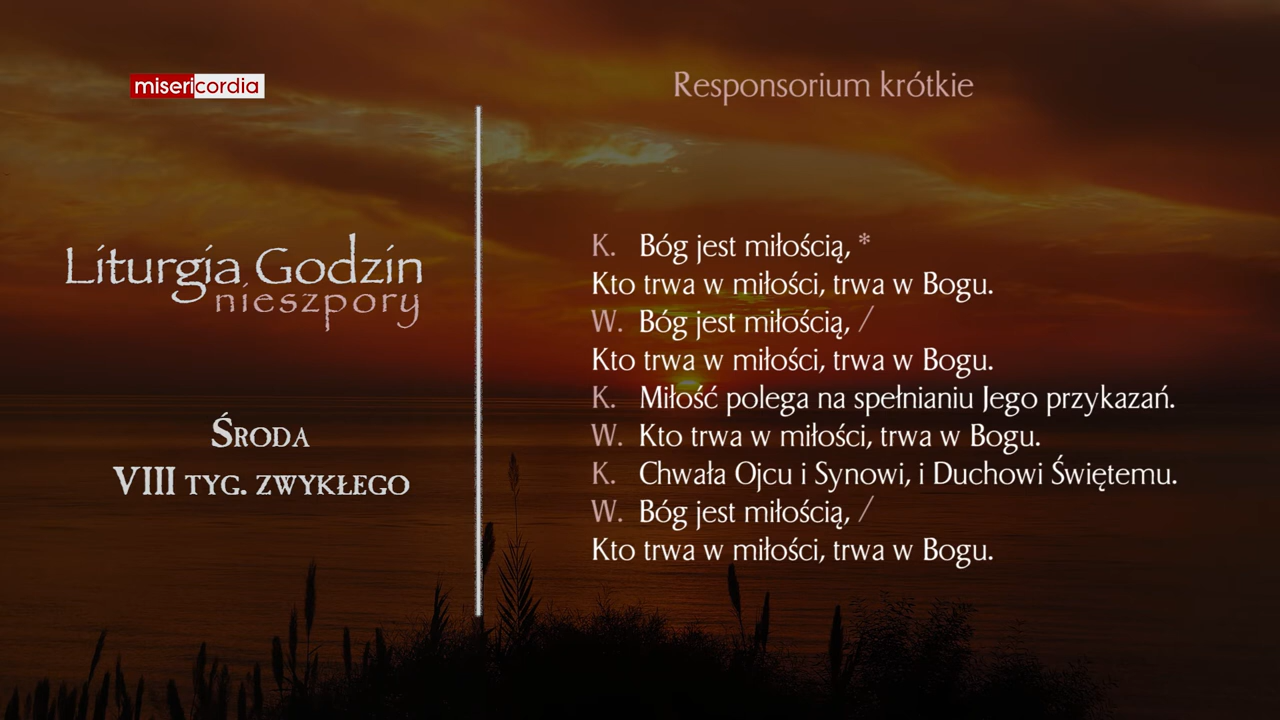 misericordia
Liturgia Godzin
nieszpory
Środa
VIII tyg. zwykłego
Responsorium krótkie
K. Bóg jest miłością, *
Kto trwa w miłości, trwa w Bogu.
W. Bóg jest miłością, /
Kto trwa w miłości, trwa w Bogu.
K. Miłość polega na spełnianiu Jego przykazań.
W. Kto trwa w miłości, trwa w Bogu.
K. Chwała Ojcu i Synowi, i Duchowi Świętemu.
W. Bóg jest miłością, /
Kto trwa w miłości, trwa w Bogu.